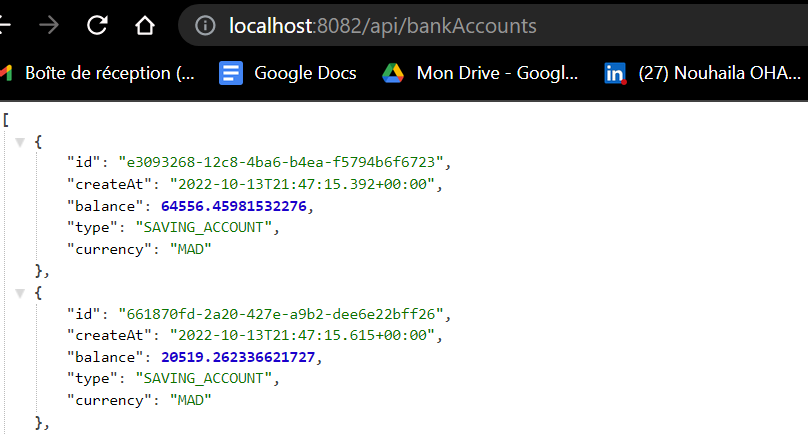 localhost:8082/api/bankAccounts
Boîte de réception (... Google Docs Mon Drive - Googl... in (27) Nouhaila OHA...
[
{
"id": "e3093268-12c8-4ba6-b4ea-f5794b6f6723",
"createAt": "2022-10-13T21:47:15.392+00:00",
"balance": 64556.45981532276,
"type": "SAVING_ACCOUNT",
"currency": "MAD"
},
{
"id": "661870fd-2a20-427e-a9b2-dee6e22bff26",
"createAt": "2022-10-13T21:47:15.615+00:00",
"balance": 20519.262336621727,
"type": "SAVING_ACCOUNT",
"currency": "MAD"
},